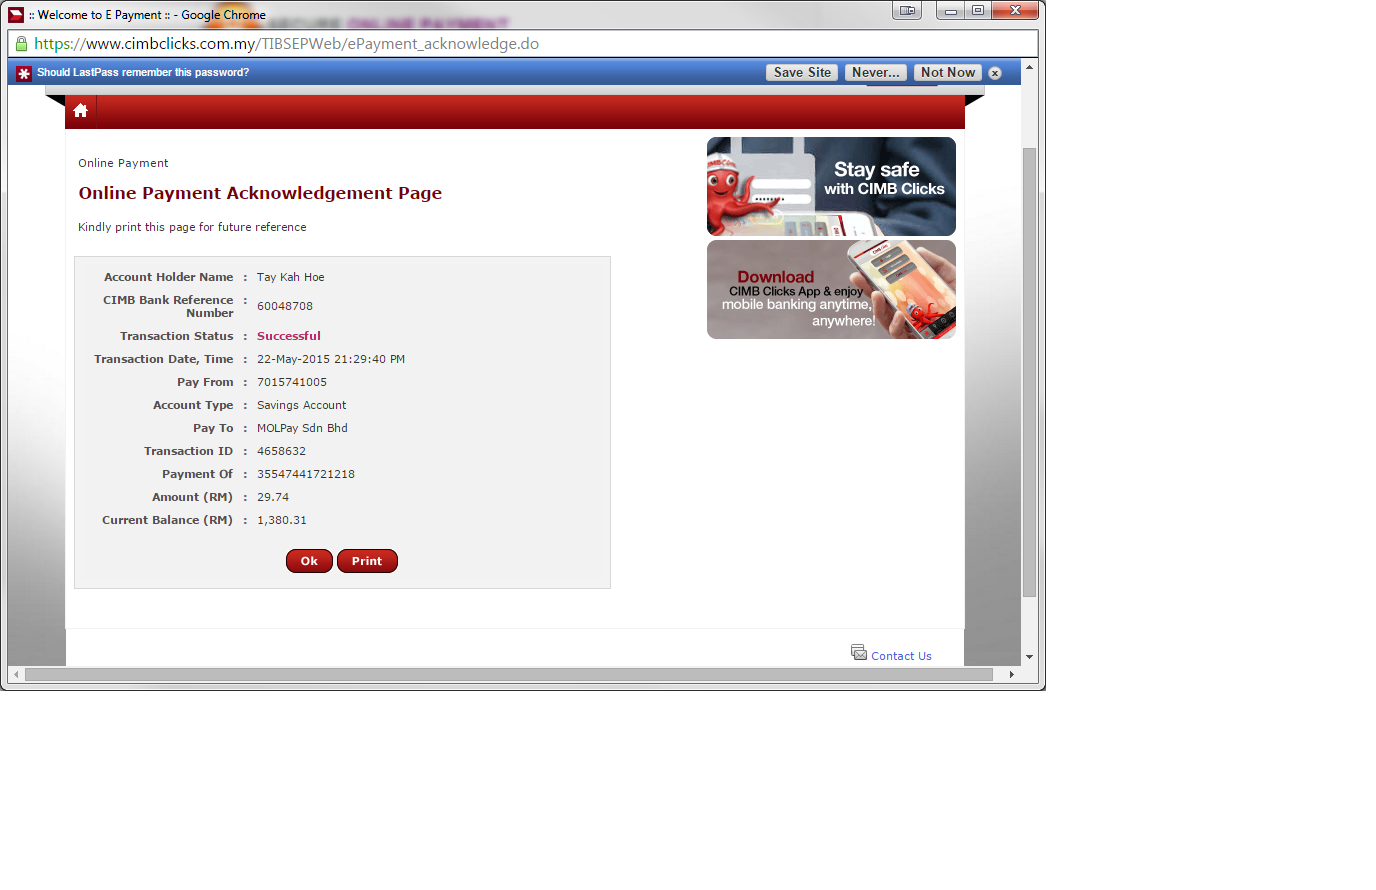 :: Welcome to E Payment :: - Google Chrome
SECURE ONLINE PAYMENT
https://www.cimbclicks.com.my/TIBSEPWeb/ePayment_acknowledge.do
Should LastPass remember this password? Save Site Never... Not Now
Online Payment
Online Payment Acknowledgement Page
Kindly print this page for future reference
Account Holder Name : Tay Kah Hoe
CIMB Bank Reference Number : 60048708
Transaction Status : Successful
Transaction Date, Time : 22-May-2015 21:29:40 PM
Pay From : 7015741005
Account Type : Savings Account
Pay To : MOLPay Sdn Bhd
Transaction ID : 4658632
Payment Of : 35547441721218
Amount (RM) : 29.74
Current Balance (RM) : 1,380.31
Ok Print
Stay safe
with CIMB Clicks
Download
CIMB Clicks App & enjoy
mobile banking anytime,
anywhere!
Contact Us